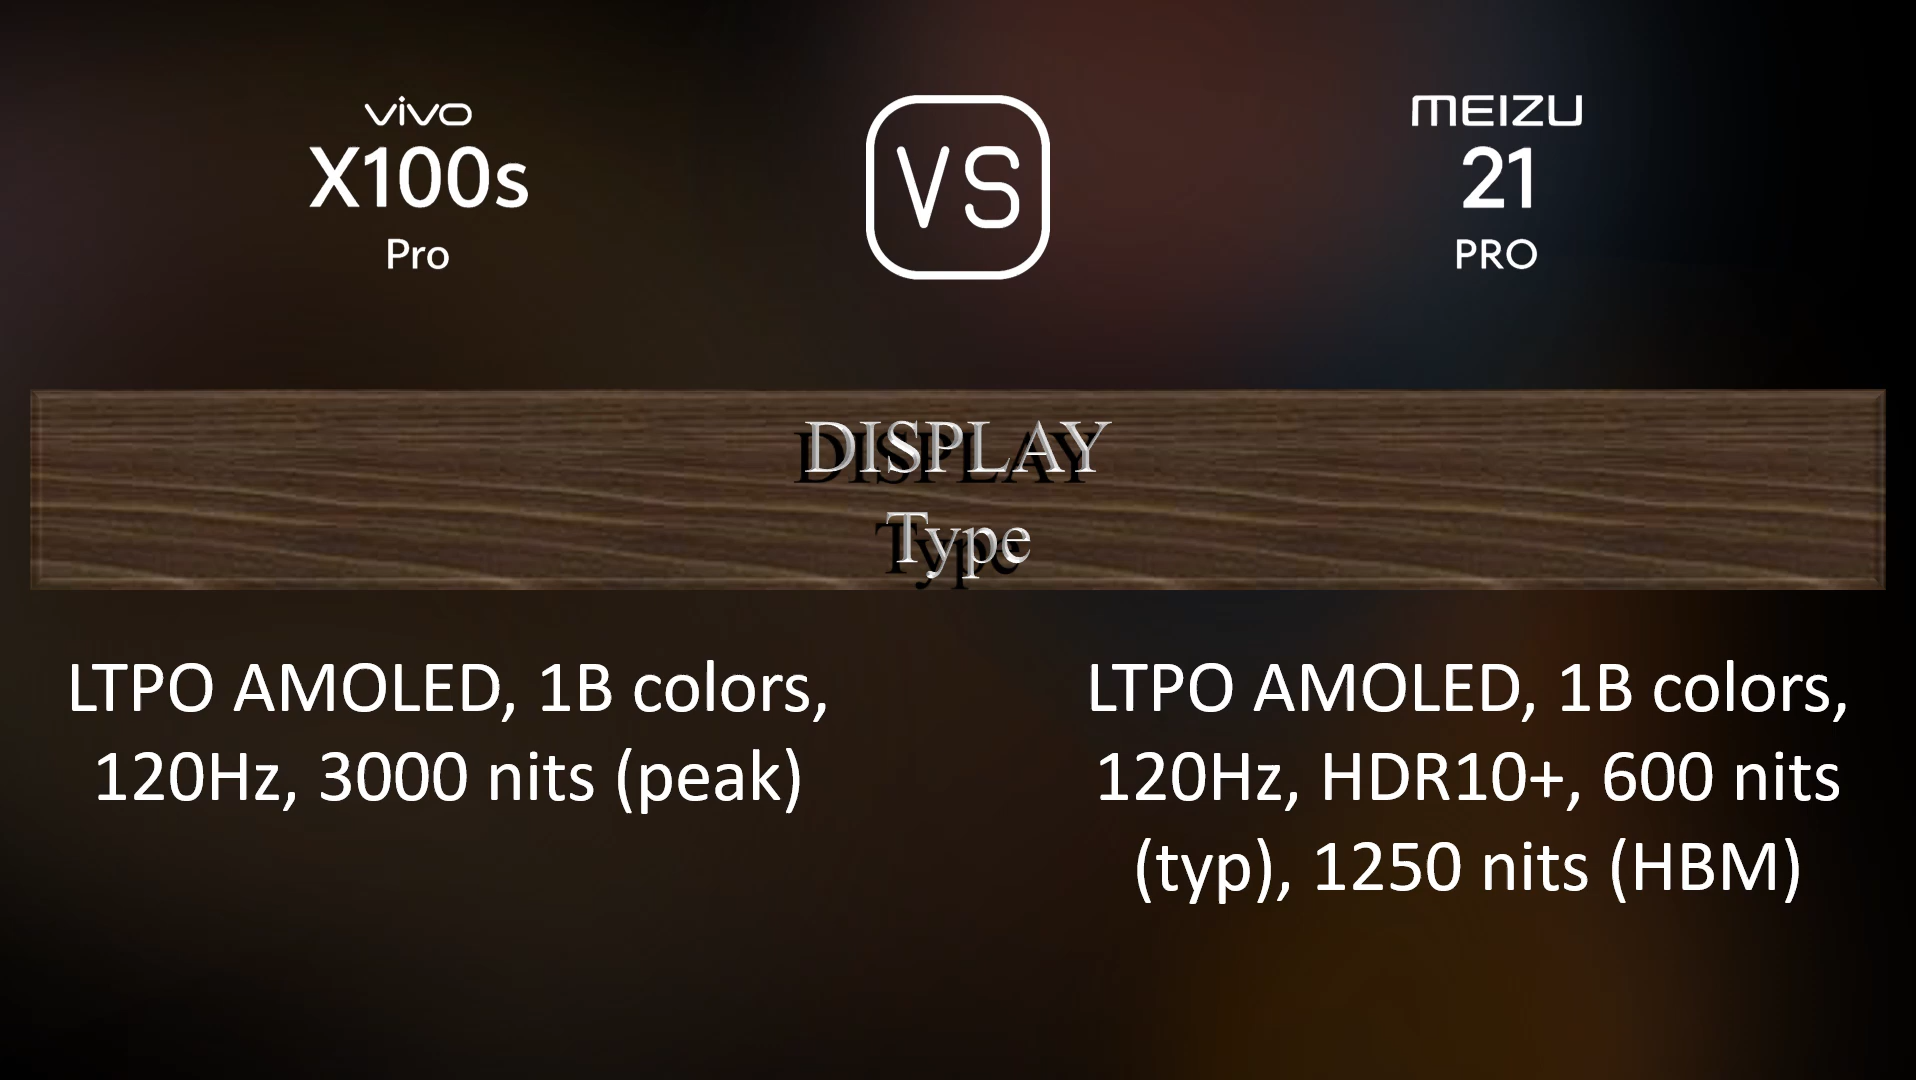 vivo
X100s
Pro
VS
MEIZU
21
PRO
DISPLAY
Type
LTPO AMOLED, 1B colors,
120Hz, 3000 nits (peak)
LTPO AMOLED, 1B colors,
120Hz, HDR10+, 600 nits
(typ), 1250 nits (HBM)